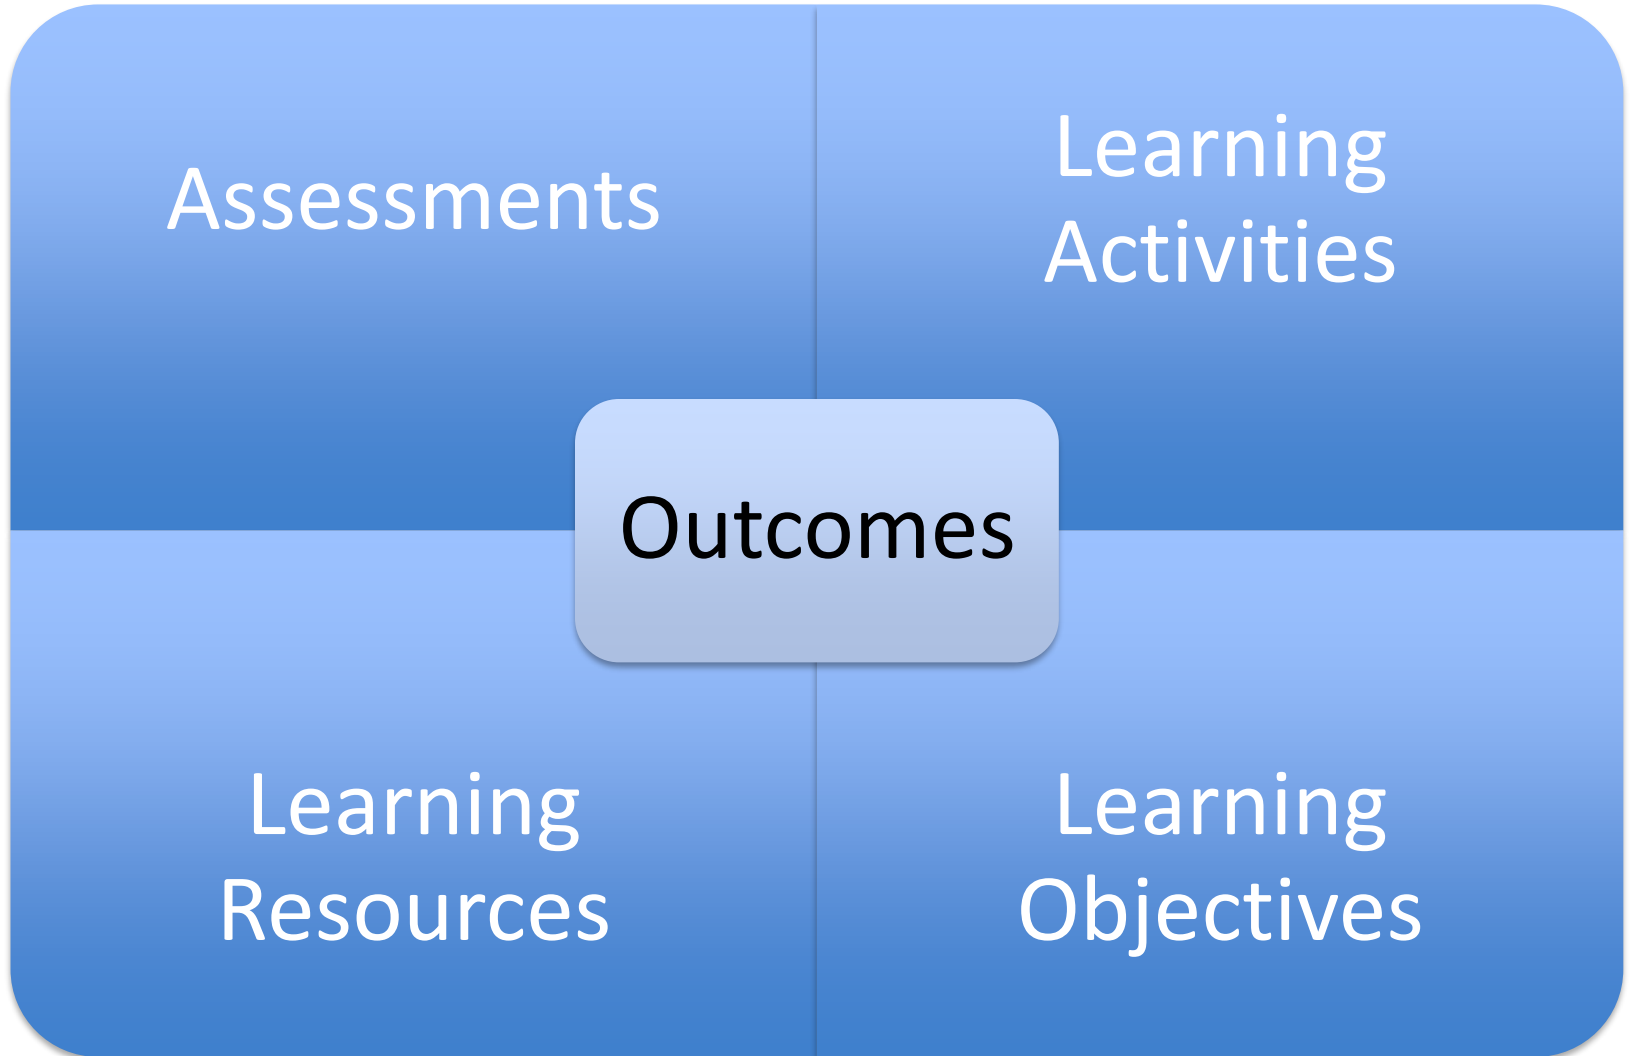 Assessments
Learning
Activities
Outcomes
Learning
Resources
Learning
Objectives